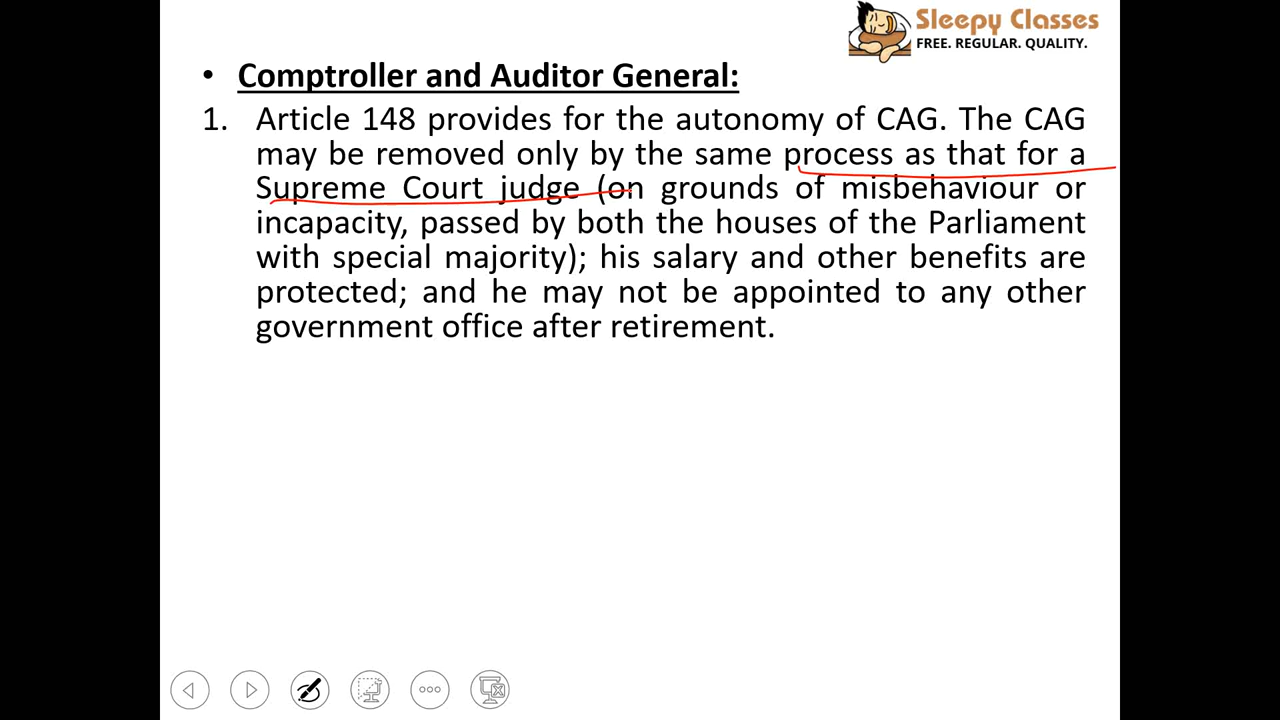 Sleepy Classes
FREE. REGULAR. QUALITY.
• Comptroller and Auditor General:
1. Article 148 provides for the autonomy of CAG. The CAG
may be removed only by the same process as that for a
Supreme Court judge (on grounds of misbehaviour or
incapacity, passed by both the houses of the Parliament
with special majority); his salary and other benefits are
protected; and he may not be appointed to any other
government office after retirement.